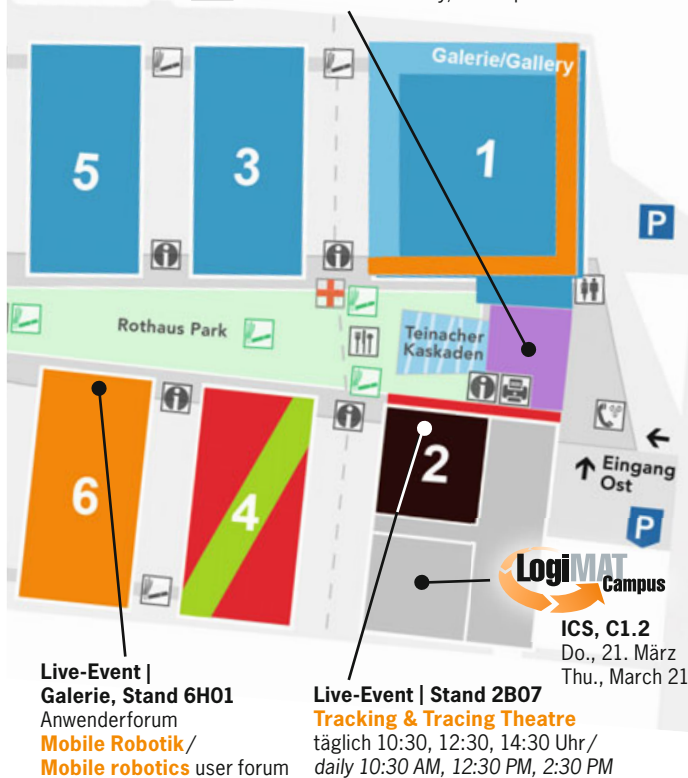 Galerie/Gallery
5
3
1
P
Rothaus Park
Teinacher
Kaskaden
6
4
2
Eingang
Ost
P
LogiMAT
Campus
ICS, C1.2
Do., 21. März
Thu., March 21
Live-Event |
Galerie, Stand 6H01
Anwenderforum
Mobile Robotik/
Mobile robotics user forum
Live-Event | Stand 2B07
Tracking & Tracing Theatre
täglich 10:30, 12:30, 14:30 Uhr/
daily 10:30 AM, 12:30 PM, 2:30 PM